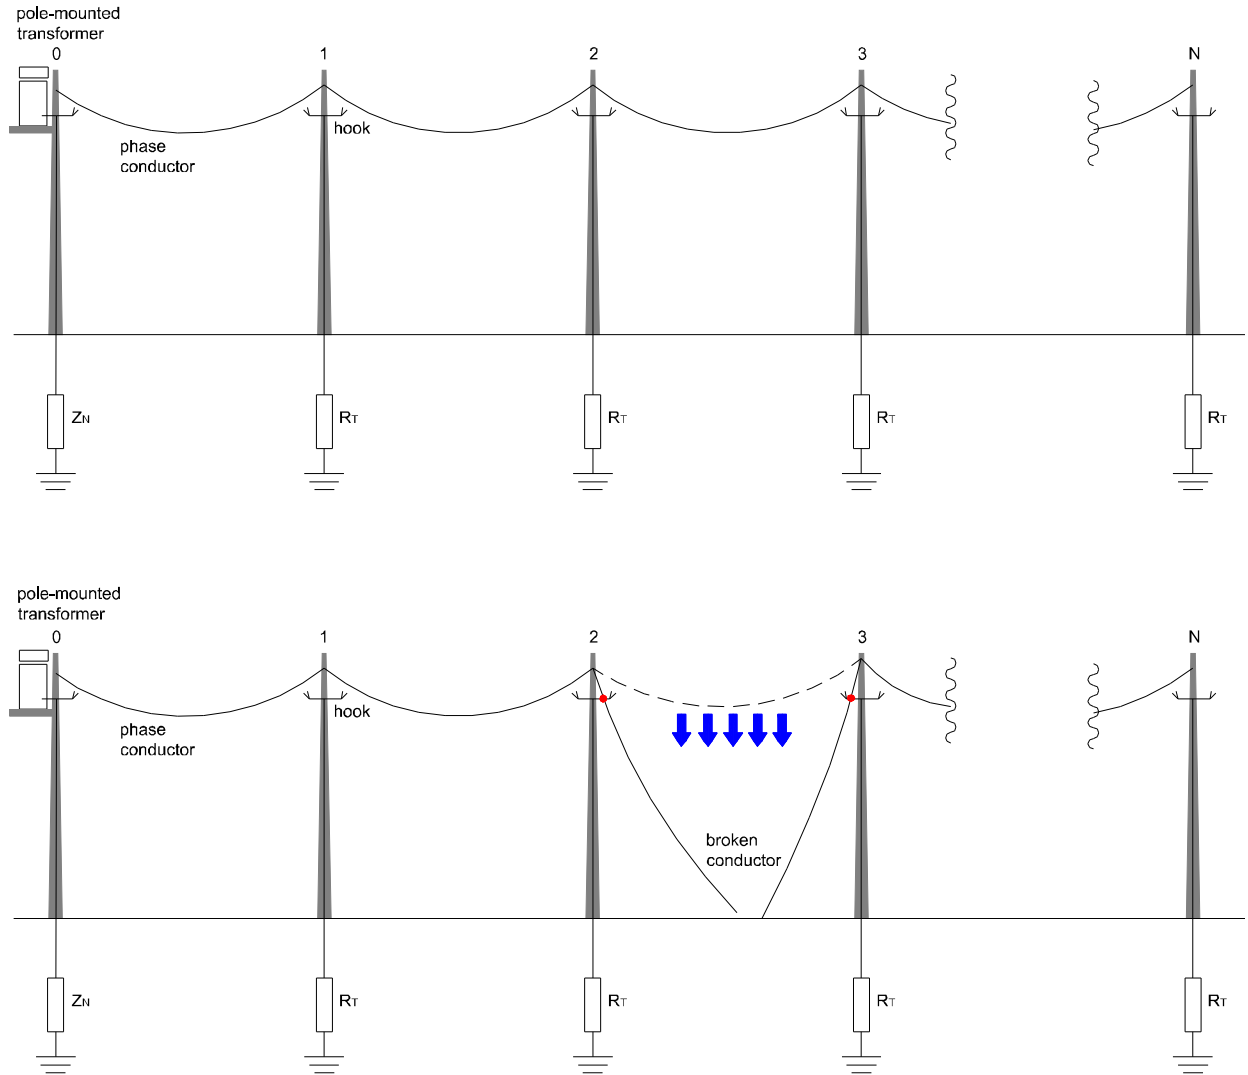 pole-mounted
transformer
0 1 2 3 N
hook
phase
conductor
ZN RT RT RT RT
pole-mounted
transformer
0 1 2 3 N
hook
phase
conductor
broken
conductor
ZN RT RT RT RT